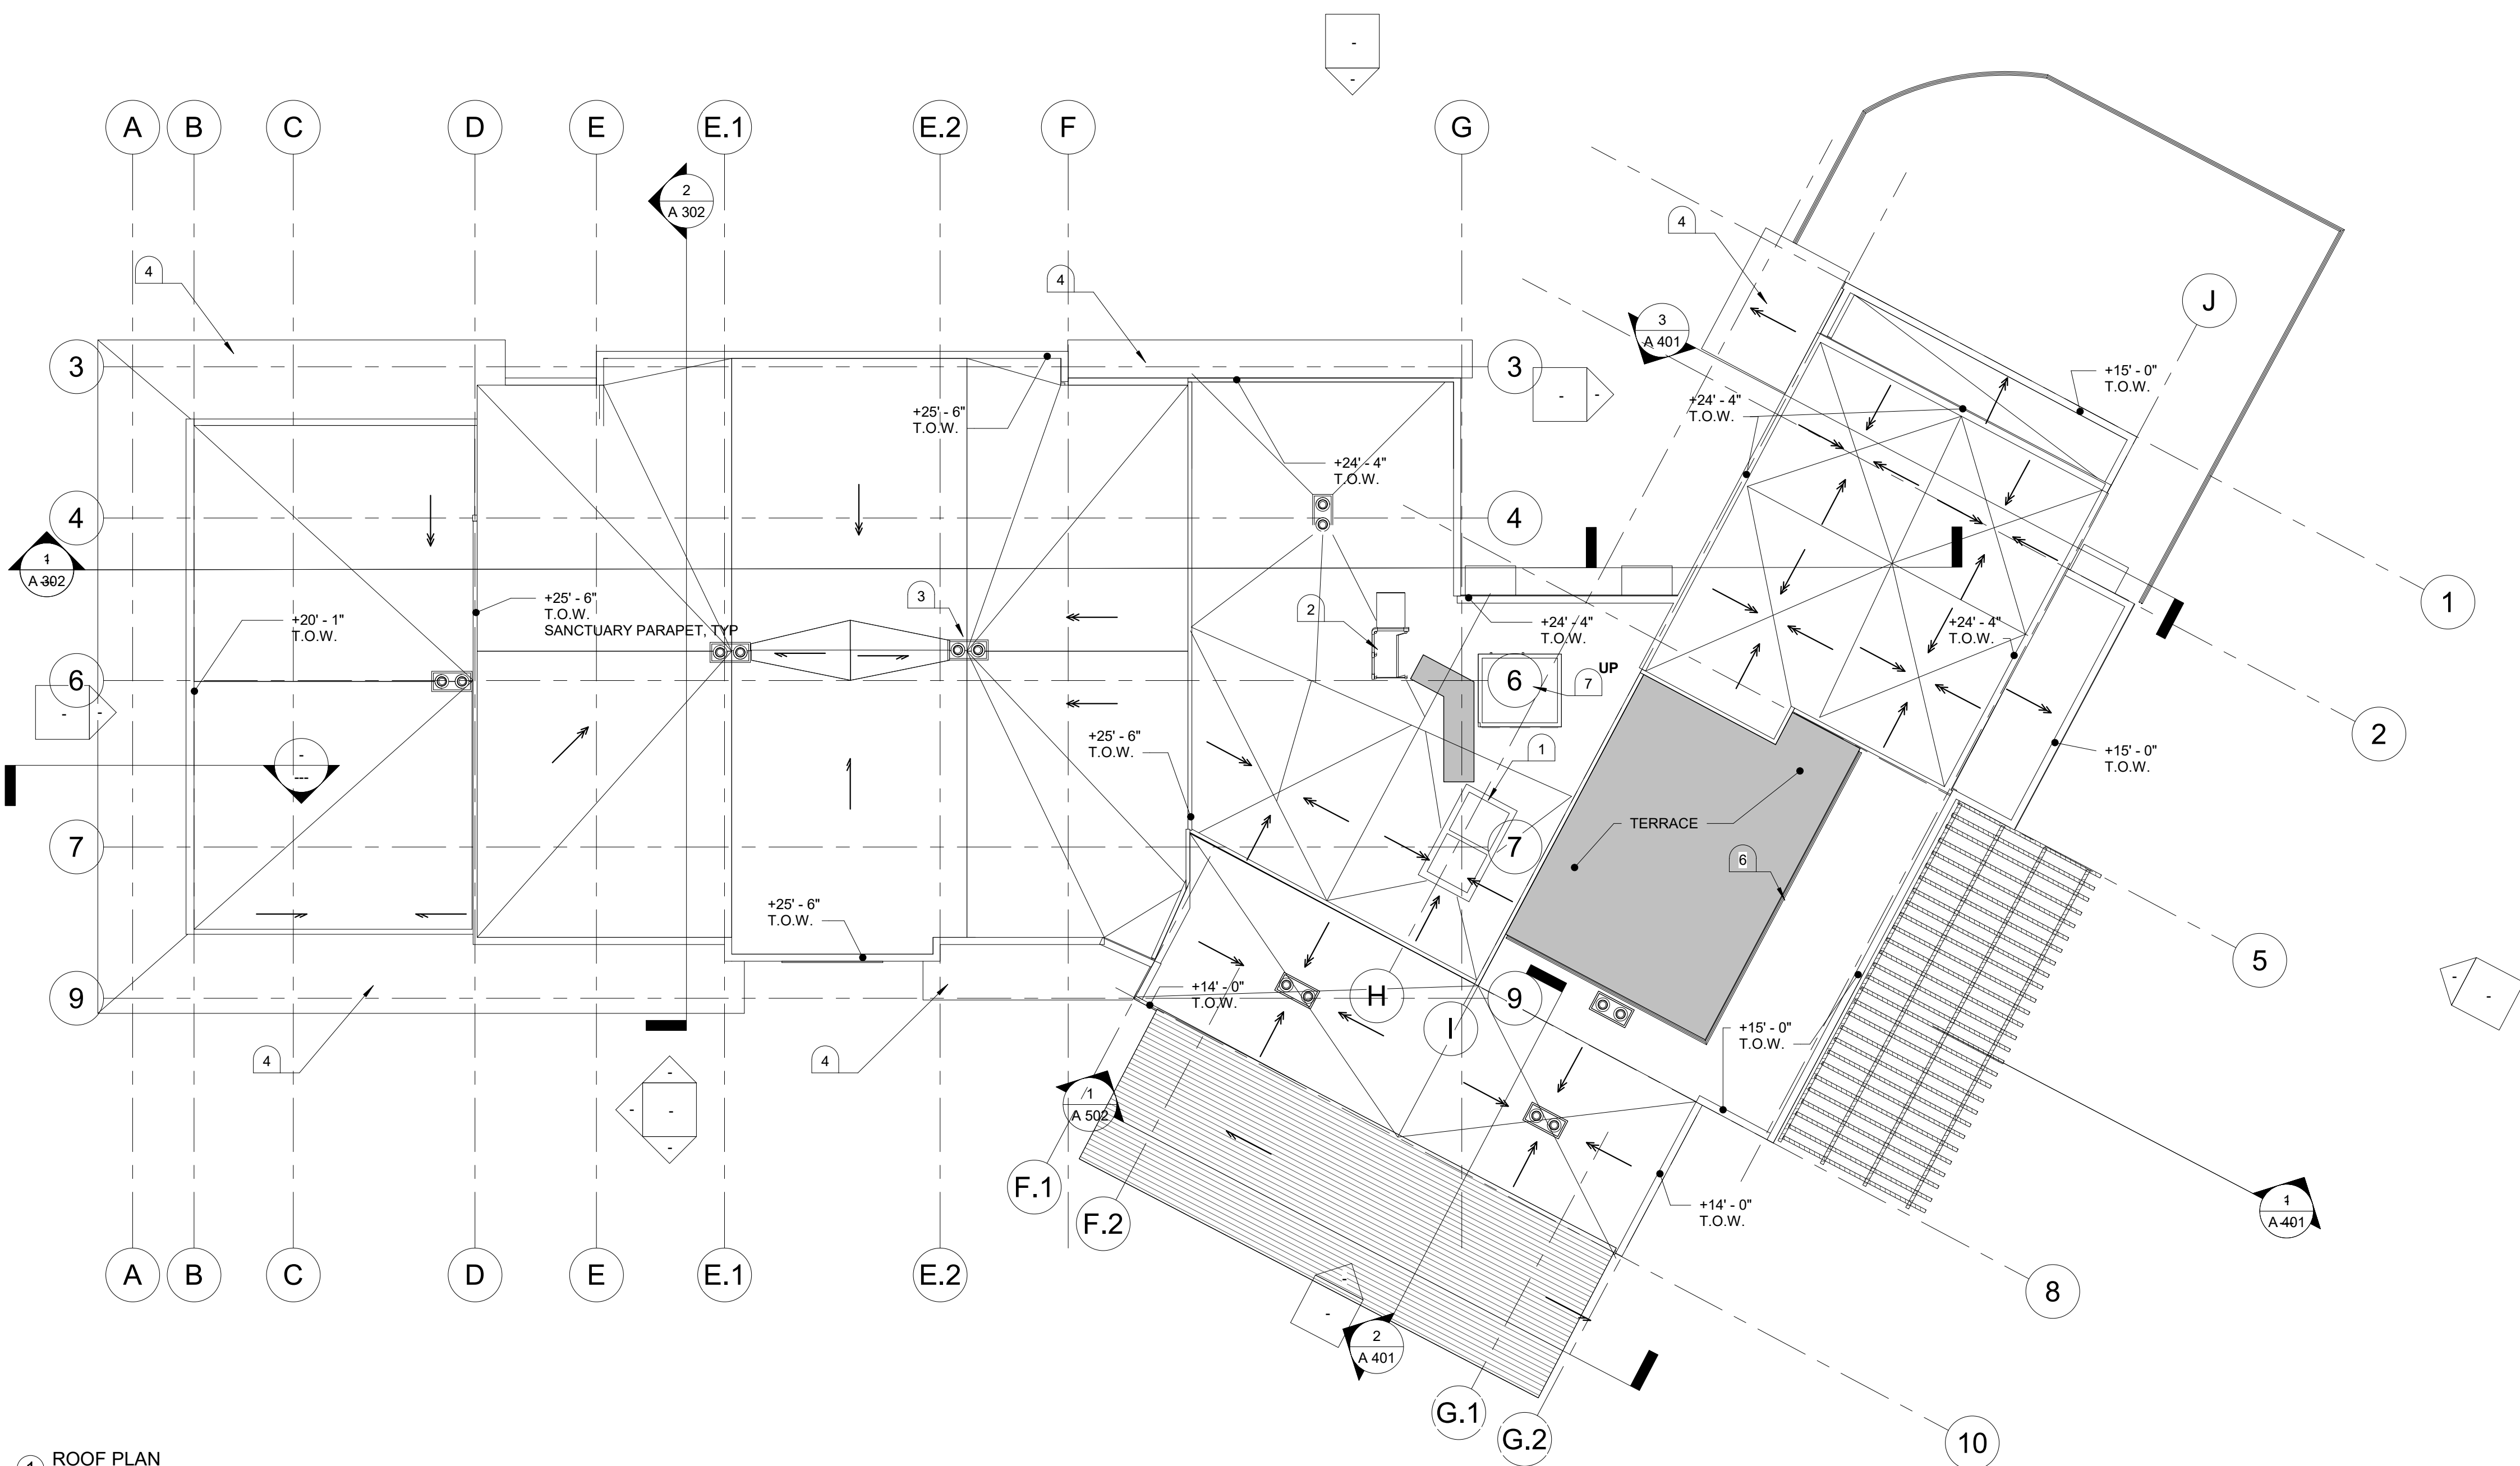 -
-
A
B
C
D
E
E.1
E.2
F
G
2
A 302
4
4
4
3
A 401
J
3
3
-
-
+15' - 0"
T.O.W.
+24' - 4"
T.O.W.
+25' - 6"
T.O.W.
+24' - 4"
T.O.W.
4
4
1
A 302
+20' - 1"
T.O.W.
+25' - 6"
T.O.W.
SANCTUARY PARAPET, TYP
3
2
+24' - 4"
T.O.W.
+24' - 4"
T.O.W.
1
6
6
7
UP
-
-
2
+25' - 6"
T.O.W.
1
+15' - 0"
T.O.W.
-
---
7
7
TERRACE
6
+25' - 6"
T.O.W.
5
-
-
9
+14' - 0"
T.O.W.
H
9
I
+15' - 0"
T.O.W.
4
4
-
-
-
-
1
A 502
F.1
F.2
+14' - 0"
T.O.W.
1
A 401
A
B
C
D
E
E.1
E.2
-
-
8
2
A 401
G.1
G.2
10
1
ROOF PLAN